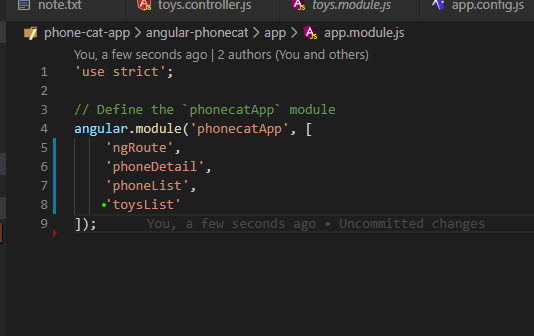 note.txt toys.controller.js toys.module.js app.config.js
phone-cat-app > angular-phonecat > app > app.module.js
You, a few seconds ago | 2 authors (You and others)
1 'use strict';
2
3 // Define the `phonecatApp` module
4 angular.module('phonecatApp', [
5 'ngRoute',
6 'phoneDetail',
7 'phoneList',
8 'toysList'
9 ]); You, a few seconds ago • Uncommitted changes